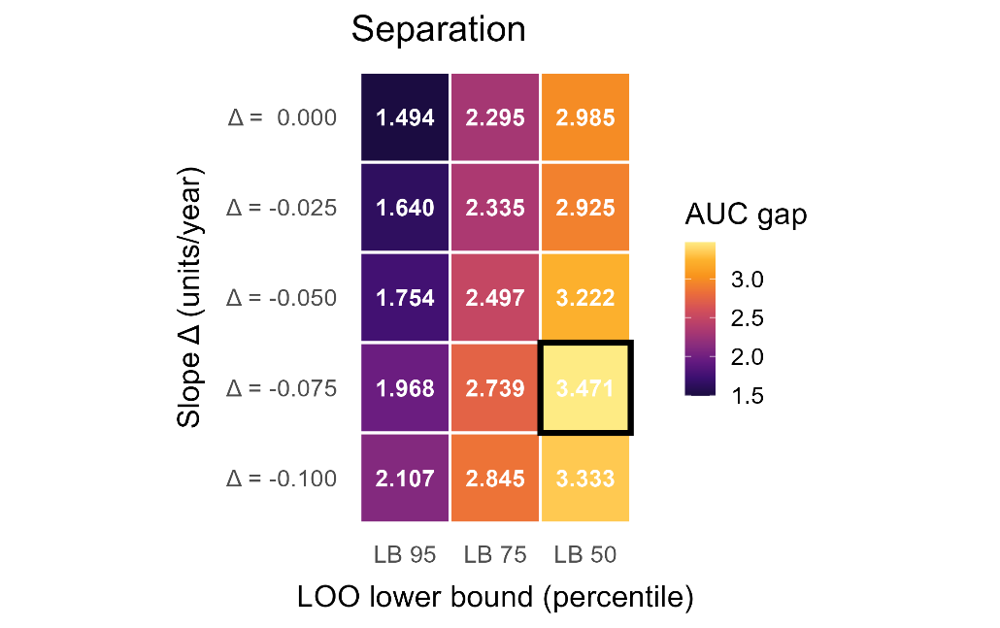 Separation
Slope Δ (units/year)
Δ =  0.000 1.494 2.295 2.985
Δ = -0.025 1.640 2.335 2.925
Δ = -0.050 1.754 2.497 3.222
Δ = -0.075 1.968 2.739 3.471
Δ = -0.100 2.107 2.845 3.333
LB 95 LB 75 LB 50
LOO lower bound (percentile)
AUC gap
3.0
2.5
2.0
1.5